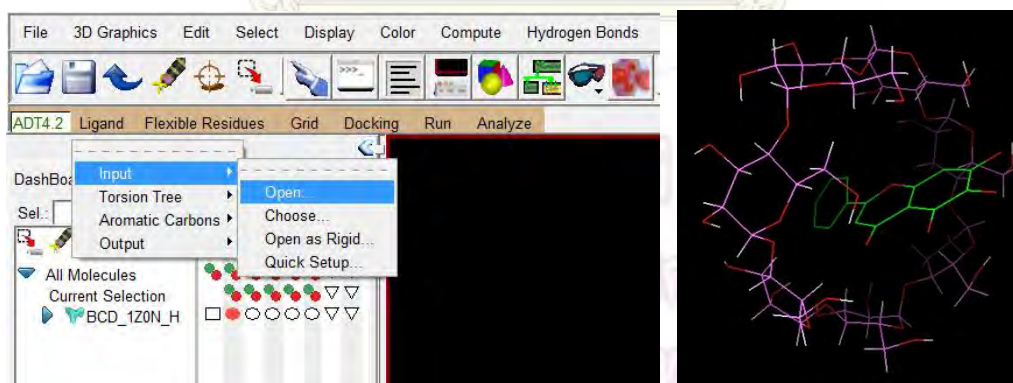 File 3D Graphics Edit Select Display Color Compute Hydrogen Bonds
>>>_
ADT4.2 Ligand Flexible Residues Grid Docking Run Analyze
DashBoa
Input
Open...
Torsion Tree
Sel.:
Choose...
Aromatic Carbons
Open as Rigid...
Output
Quick Setup...
All Molecules
Current Selection
BCD_1Z0N_H